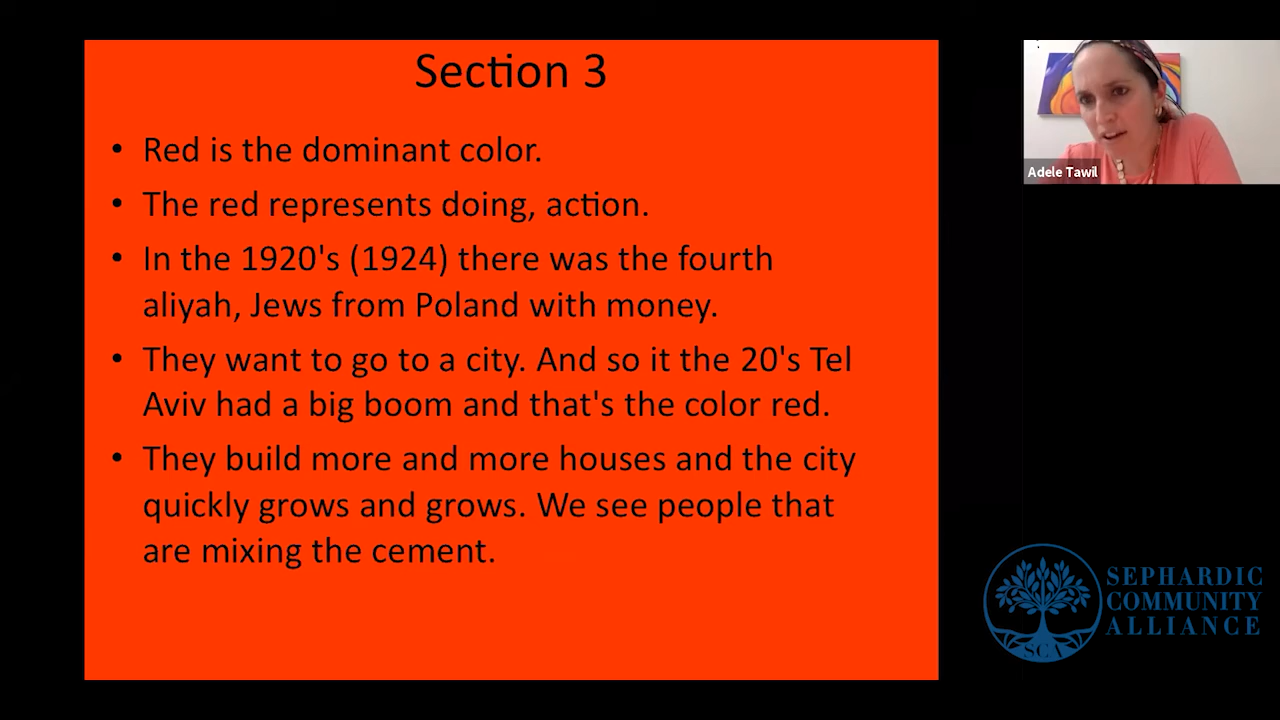 Section 3
• Red is the dominant color.
• The red represents doing, action.
• In the 1920's (1924) there was the fourth
aliyah, Jews from Poland with money.
• They want to go to a city. And so it the 20's Tel
Aviv had a big boom and that's the color red.
• They build more and more houses and the city
quickly grows and grows. We see people that
are mixing the cement.
Adele Tawil
SEPHARDIC
COMMUNITY
ALLIANCE
SCA